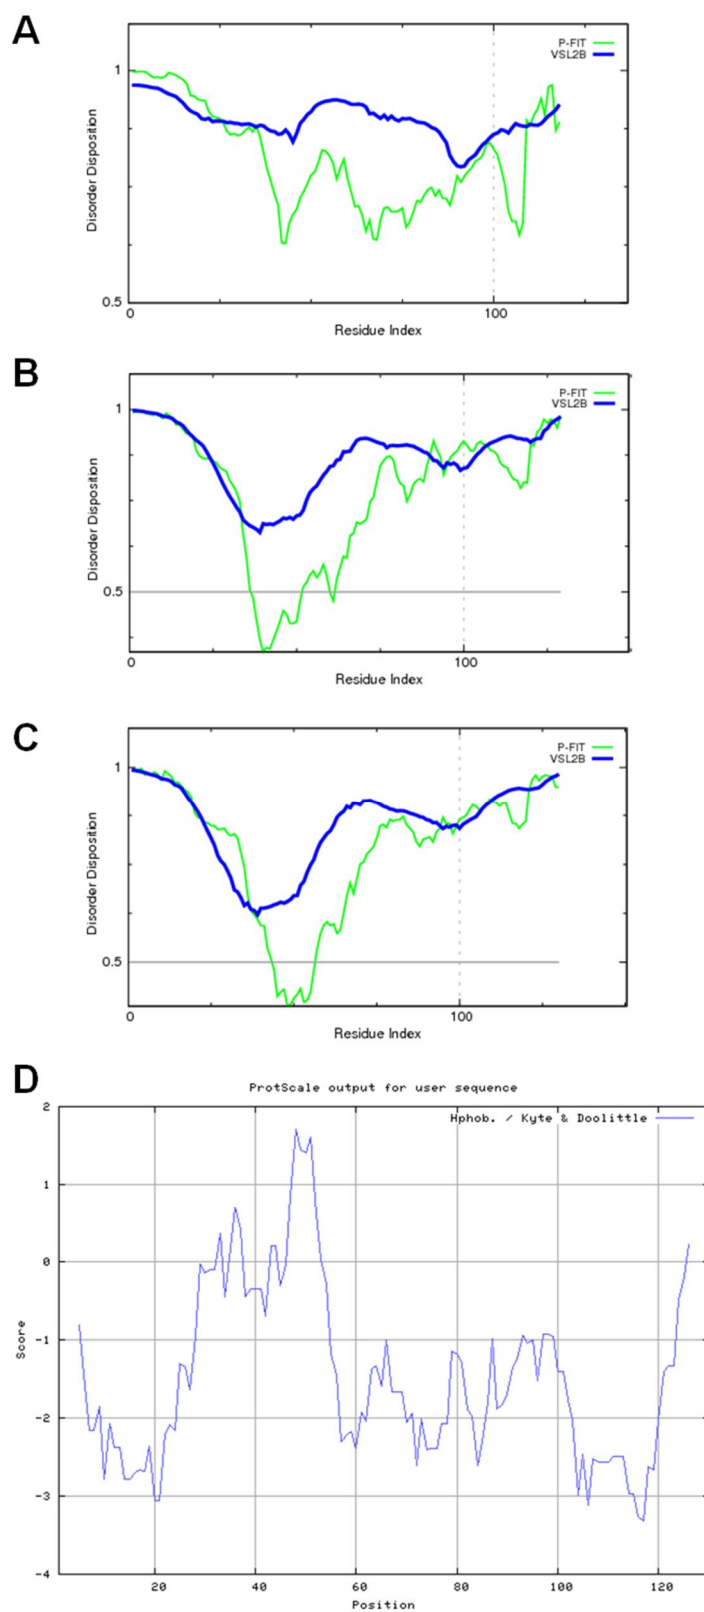 A
P-FIT
VSL2B
1
Disorder Disposition
0.5
0
100
Residue Index
B
P-FIT
VSL2B
1
Disorder Disposition
0.5
0
100
Residue Index
C
P-FIT
VSL2B
1
Disorder Disposition
0.5
0
100
Residue Index
D
ProtScale output for user sequence
Hphob. / Kyte & Doolittle
2
1
0
-1
Score
-2
-3
-4
20
40
60
80
100
120
Position